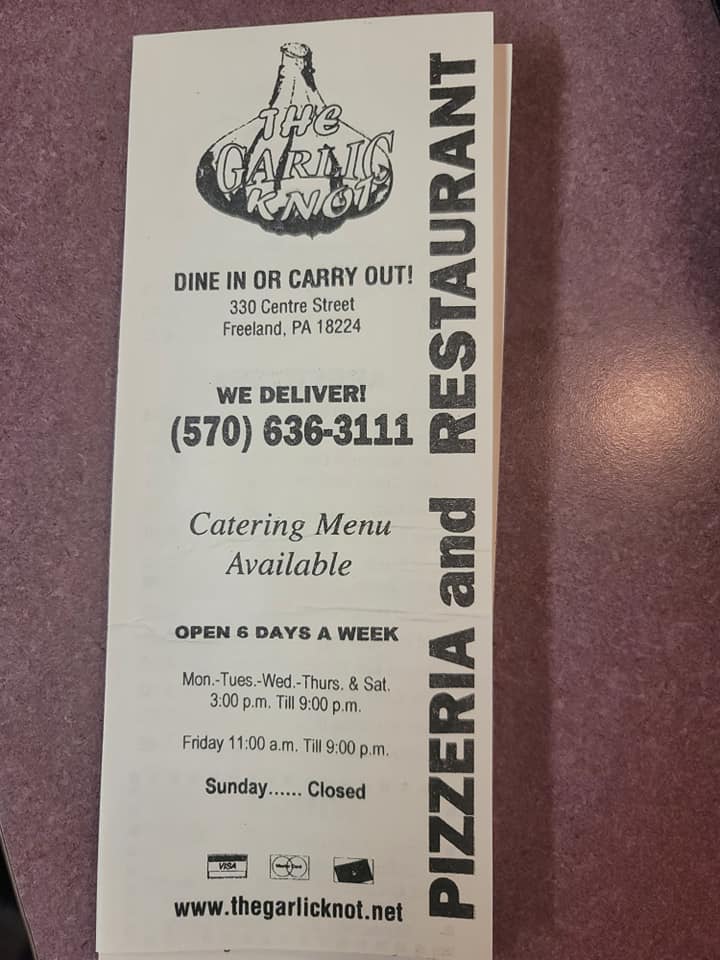 THE
GARLIC
KNOT
DINE IN OR CARRY OUT!
330 Centre Street
Freeland, PA 18224
WE DELIVER!
(570) 636-3111
Catering Menu
Available
OPEN 6 DAYS A WEEK
Mon.-Tues.-Wed.-Thurs. & Sat.
3:00 p.m. Till 9:00 p.m.
Friday 11:00 a.m. Till 9:00 p.m.
Sunday...... Closed
VISA
MasterCard
www.thegarlicknot.net
PIZZERIA and RESTAURANT